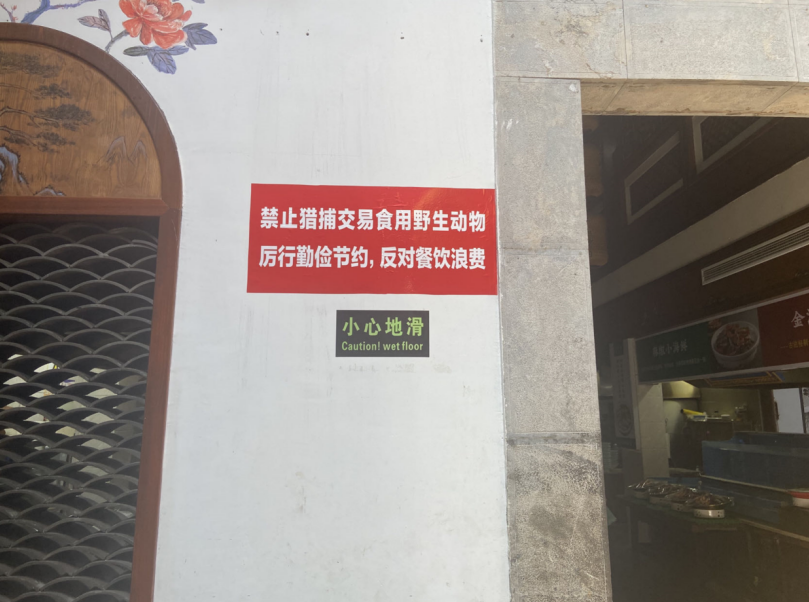 禁止猎捕交易食用野生动物
厉行勤俭节约，反对餐饮浪费
小心地滑
Caution! wet floor